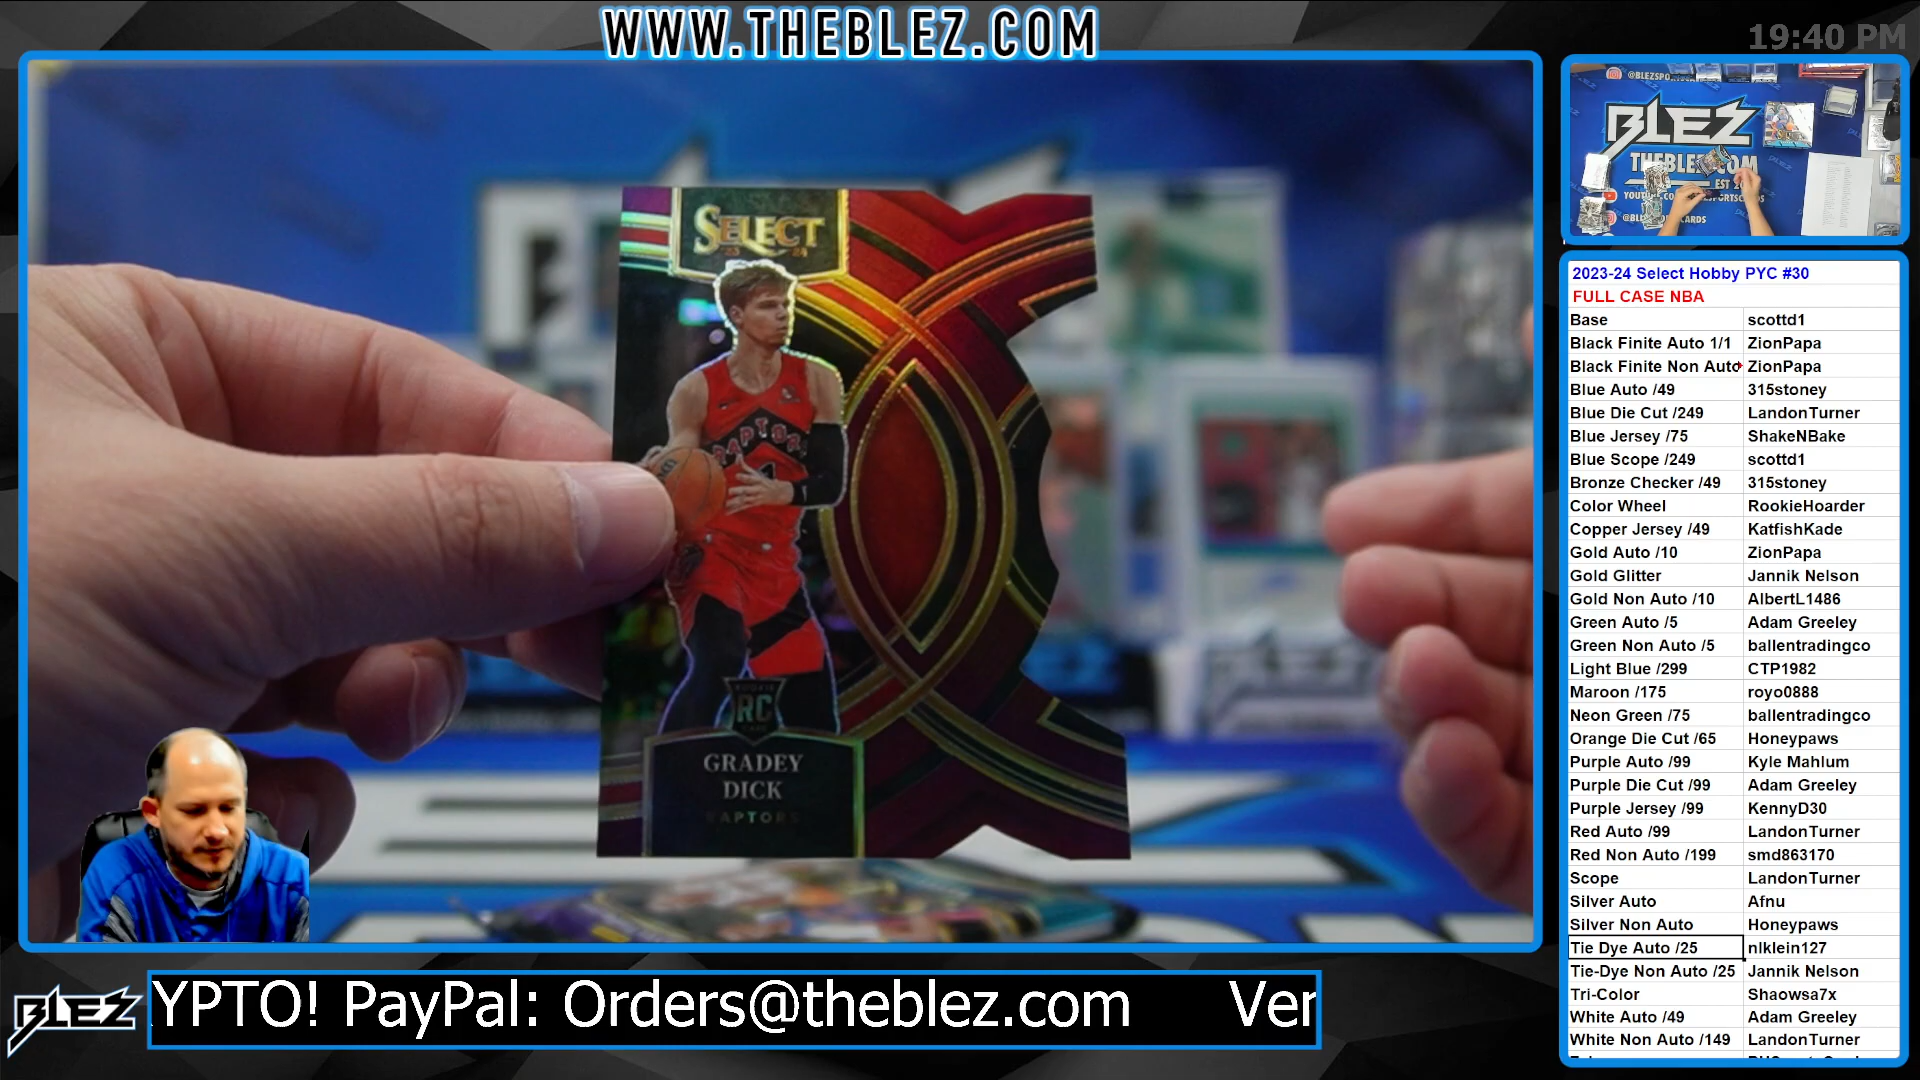 WWW.THEBLEZ.COM
19:40 PM
SELECT
23 24
RAPTORS
RC
GRADEY
DICK
RAPTORS
BLEZ
THEBLEZ.COM
2023-24 Select Hobby PYC #30
FULL CASE NBA
Base scottd1
Black Finite Auto 1/1 ZionPapa
Black Finite Non Auto ZionPapa
Blue Auto /49 315stoney
Blue Die Cut /249 LandonTurner
Blue Jersey /75 ShakeNBake
Blue Scope /249 scottd1
Bronze Checker /49 315stoney
Color Wheel RookieHoarder
Copper Jersey /49 KatfishKade
Gold Auto /10 ZionPapa
Gold Glitter Jannik Nelson
Gold Non Auto /10 AlbertL1486
Green Auto /5 Adam Greeley
Green Non Auto /5 ballentradingco
Light Blue /299 CTP1982
Maroon /175 royo0888
Neon Green /75 ballentradingco
Orange Die Cut /65 Honeypaws
Purple Auto /99 Kyle Mahlum
Purple Die Cut /99 Adam Greeley
Purple Jersey /99 KennyD30
Red Auto /99 LandonTurner
Red Non Auto /199 smd863170
Scope LandonTurner
Silver Auto Afnu
Silver Non Auto Honeypaws
Tie Dye Auto /25 nlklein127
Tie-Dye Non Auto /25 Jannik Nelson
Tri-Color Shaowsa7x
White Auto /49 Adam Greeley
White Non Auto /149 LandonTurner
BLEZ
YPTO! PayPal: Orders@theblez.com Ven